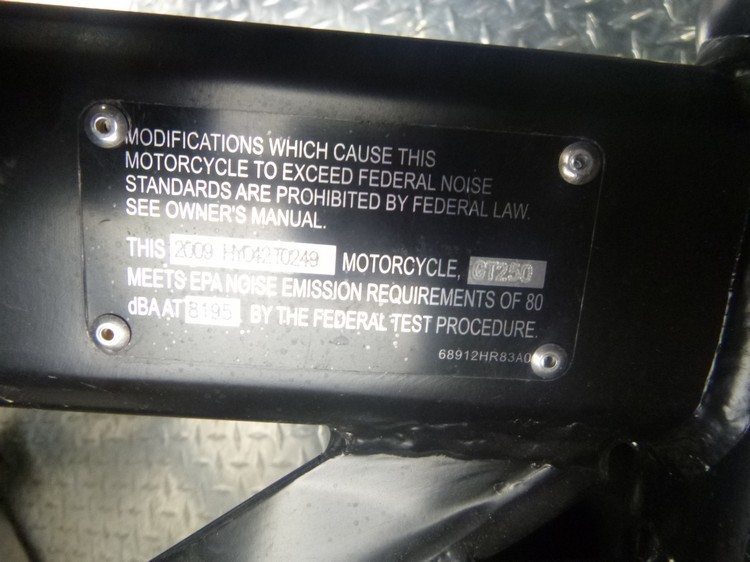 MODIFICATIONS WHICH CAUSE THIS
MOTORCYCLE TO EXCEED FEDERAL NOISE
STANDARDS ARE PROHIBITED BY FEDERAL LAW.
SEE OWNER'S MANUAL.
THIS 2009 HYO42T0249 MOTORCYCLE, GT250
MEETS EPA NOISE EMISSION REQUIREMENTS OF 80
dBA AT 8195 BY THE FEDERAL TEST PROCEDURE.
68912HR83A0